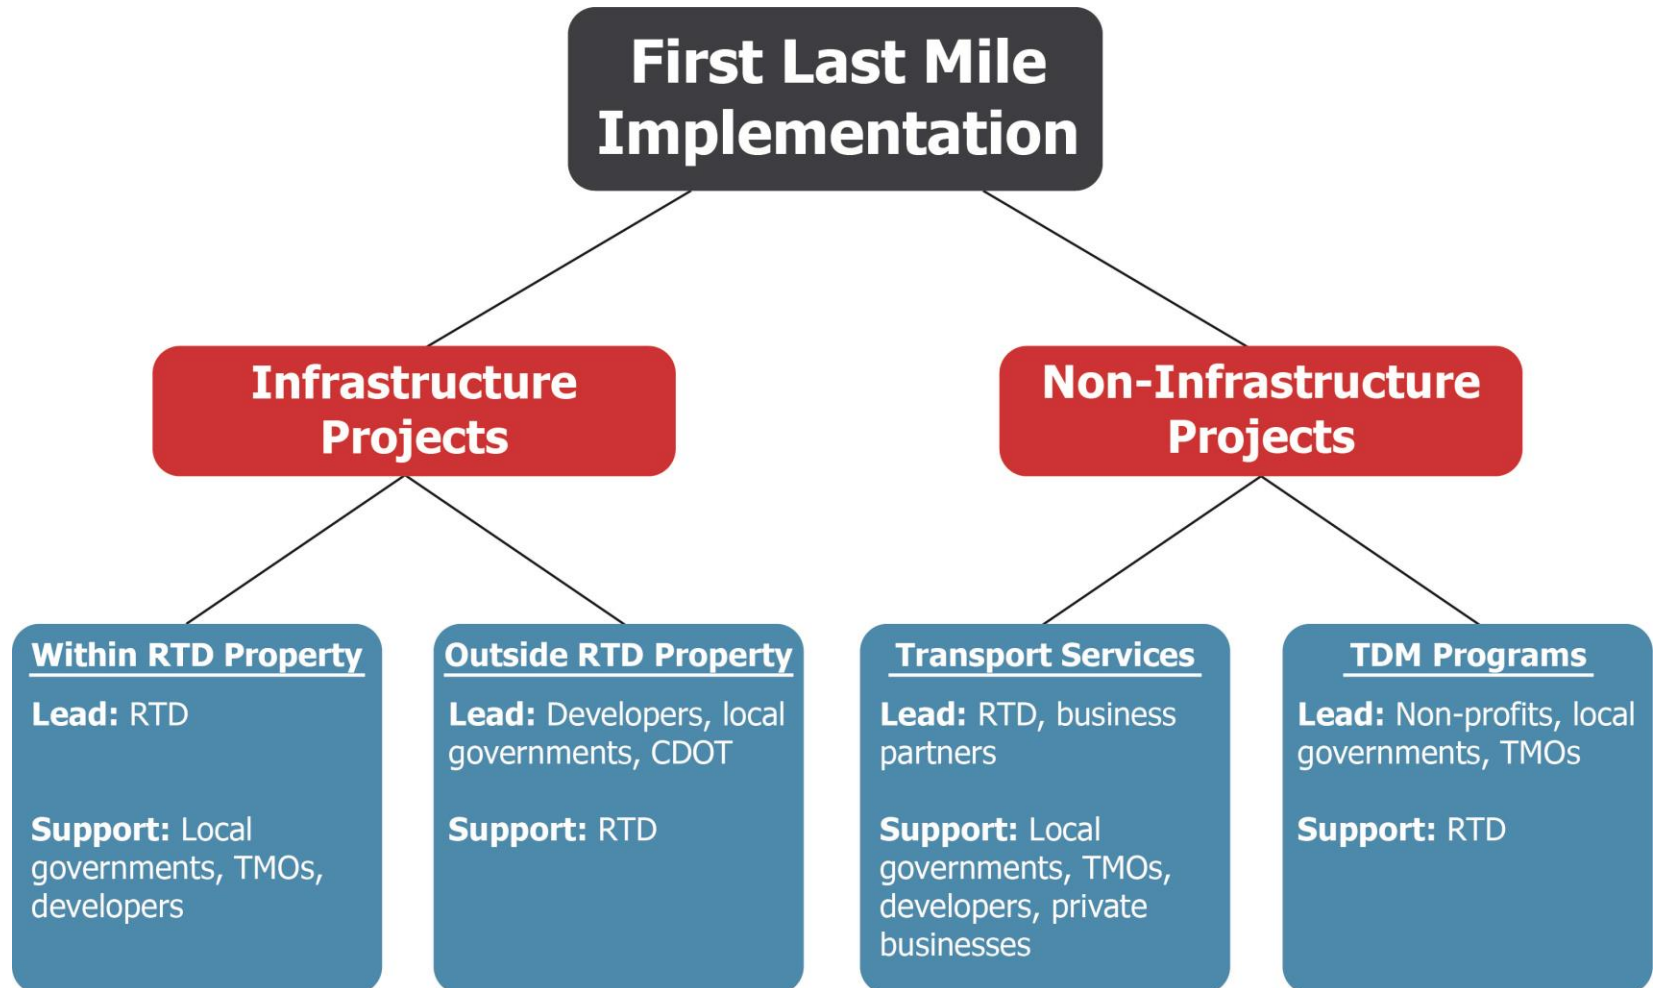 First Last Mile
Implementation
Infrastructure
Projects
Non-Infrastructure
Projects
Within RTD Property
Lead: RTD
Support: Local
governments, TMOs,
developers
Outside RTD Property
Lead: Developers, local
governments, CDOT
Support: RTD
Transport Services
Lead: RTD, business
partners
Support: Local
governments, TMOs,
developers, private
businesses
TDM Programs
Lead: Non-profits, local
governments, TMOs
Support: RTD